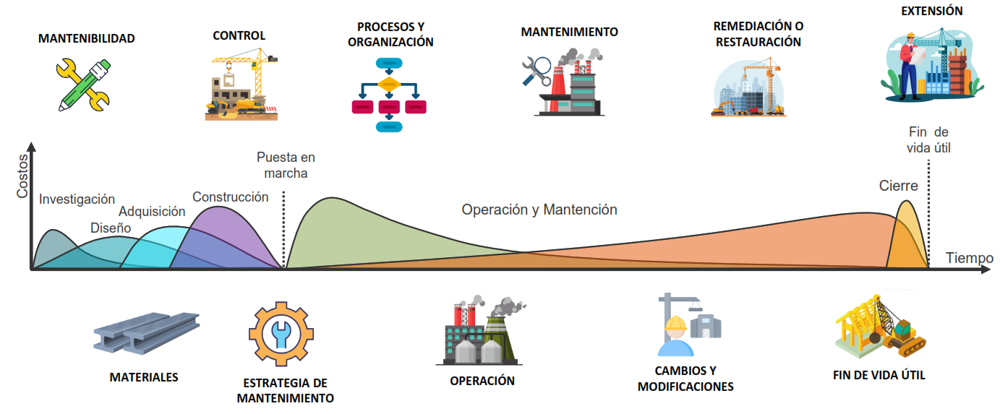 EXTENSIÓN
MANTENIBILIDAD
CONTROL
PROCESOS Y
ORGANIZACIÓN
MANTENIMIENTO
REMEDIACIÓN O
RESTAURACIÓN
Fin de
vida útil
Costos
Puesta en
marcha
Investigación
Diseño
Adquisición
Construcción
Operación y Mantención
Cierre
Tiempo
MATERIALES
ESTRATEGIA DE
MANTENIMIENTO
OPERACIÓN
CAMBIOS Y
MODIFICACIONES
FIN DE VIDA ÚTIL